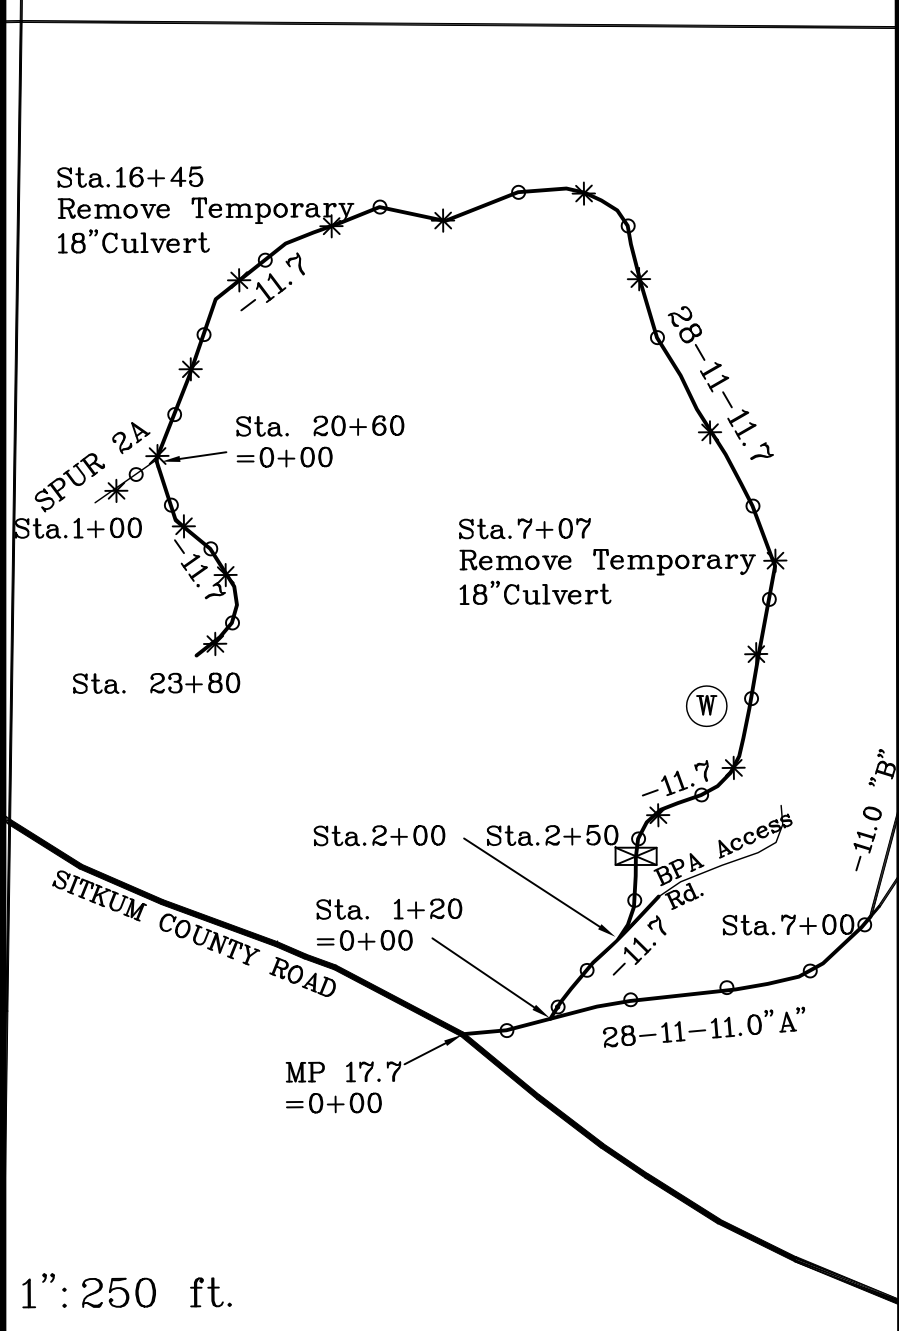 Sta.16+45
Remove Temporary
18"Culvert
-11.7
28-11-11.7
SPUR 2A
Sta. 20+60
=0+00
Sta.1+00
-11.7
Sta.7+07
Remove Temporary
18"Culvert
Sta. 23+80
W
-11.7
-11.0 "B"
Sta.2+00
Sta.2+50
BPA Access
Rd.
SITKUM COUNTY ROAD
Sta. 1+20
=0+00
-11.7
Sta.7+00
28-11-11.0"A"
MP 17.7
=0+00
1":250 ft.